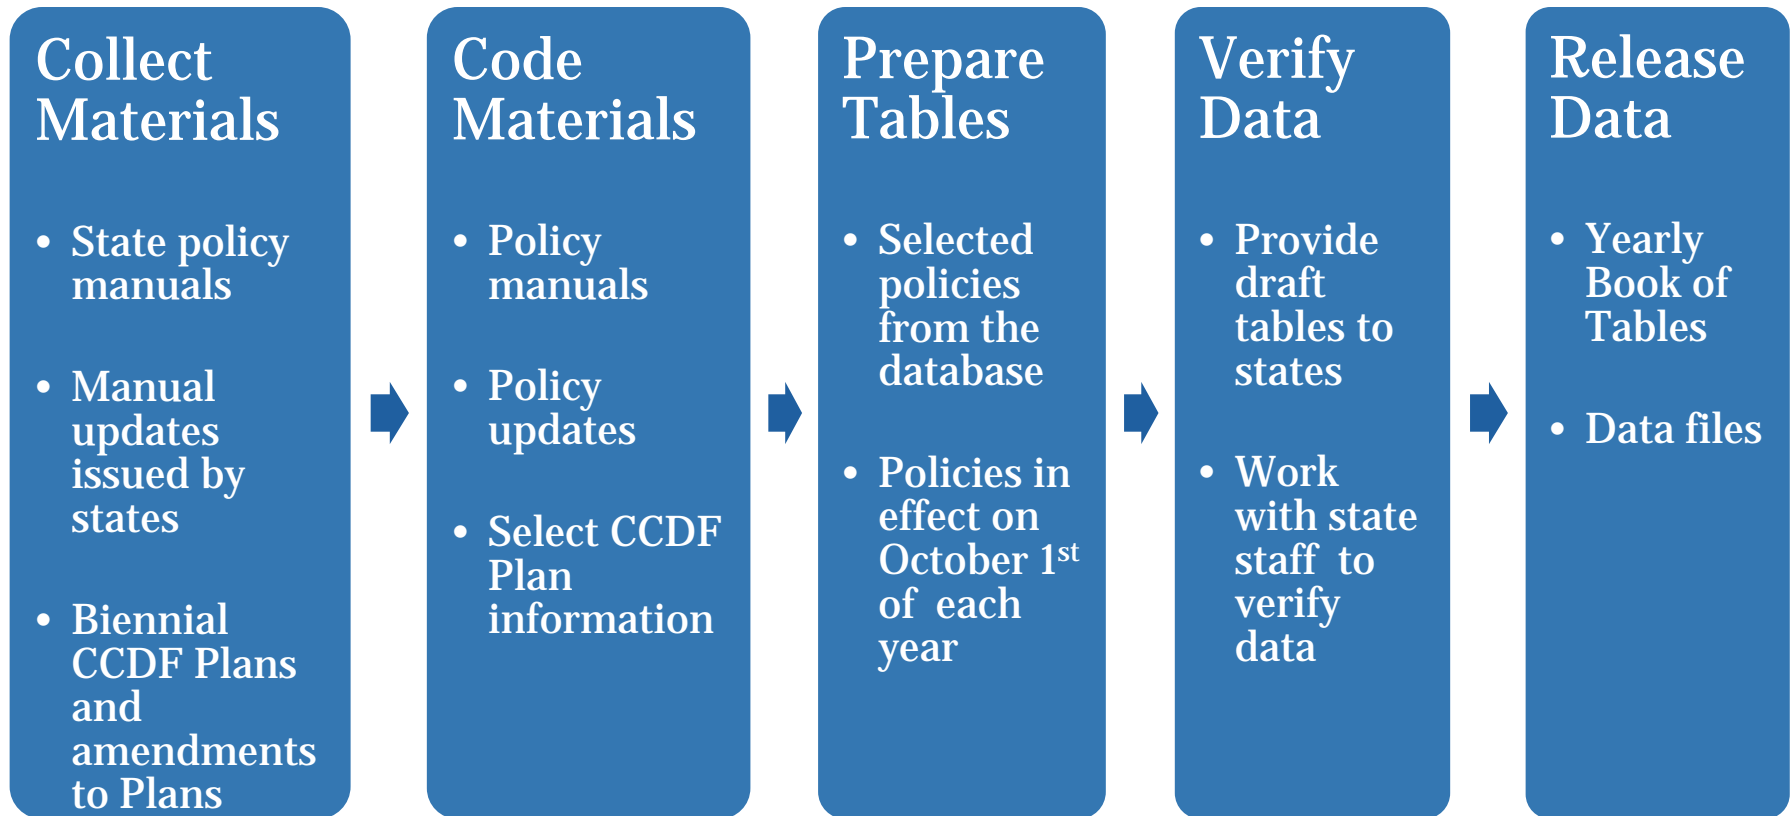 Collect
Materials
• State policy
manuals
• Manual
updates
issued by
states
• Biennial
CCDF Plans
and
amendments
to Plans
Code
Materials
• Policy
manuals
• Policy
updates
• Select CCDF
Plan
information
Prepare
Tables
• Selected
policies
from the
database
• Policies in
effect on
October 1st
of each
year
Verify
Data
• Provide
draft
tables to
states
• Work
with state
staff to
verify
data
Release
Data
• Yearly
Book of
Tables
• Data files